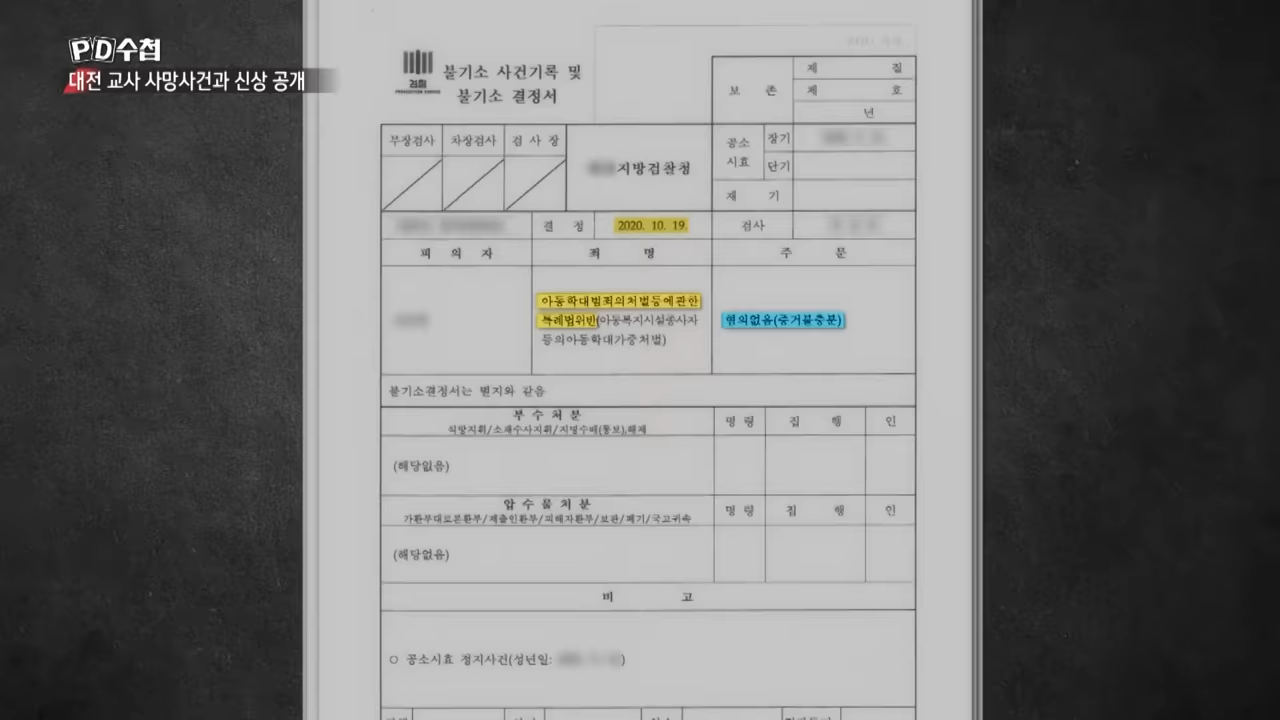 PD수첩
대전 교사 사망사건과 신상 공개
검찰
PROSECUTION SERVICE
불기소 사건기록 및
불기소 결정서
보 존
제 질
제 호
년
부장검사 차장검사 검 사 장
지방검찰청
공소
시효
장기
단기
재 기
결 정 2020. 10. 19. 검사
피 의 자 죄 명 주 문
아동학대범죄의처벌등에관한
특례법위반(아동복지시설종사자
등의아동학대가중처벌)
혐의없음(증거불충분)
불기소결정서는 별지와 같음
부 수 처 분 명 령 집 행 인
석방지휘/소재수사지휘/지명수배(통보),해제
(해당없음)
압 수 물 처 분 명 령 집 행 인
가환부대로본환부/제출인환부/피해자환부/보관/폐기/국고귀속
(해당없음)
비 고
○ 공소시효 정지사건(성년일: )